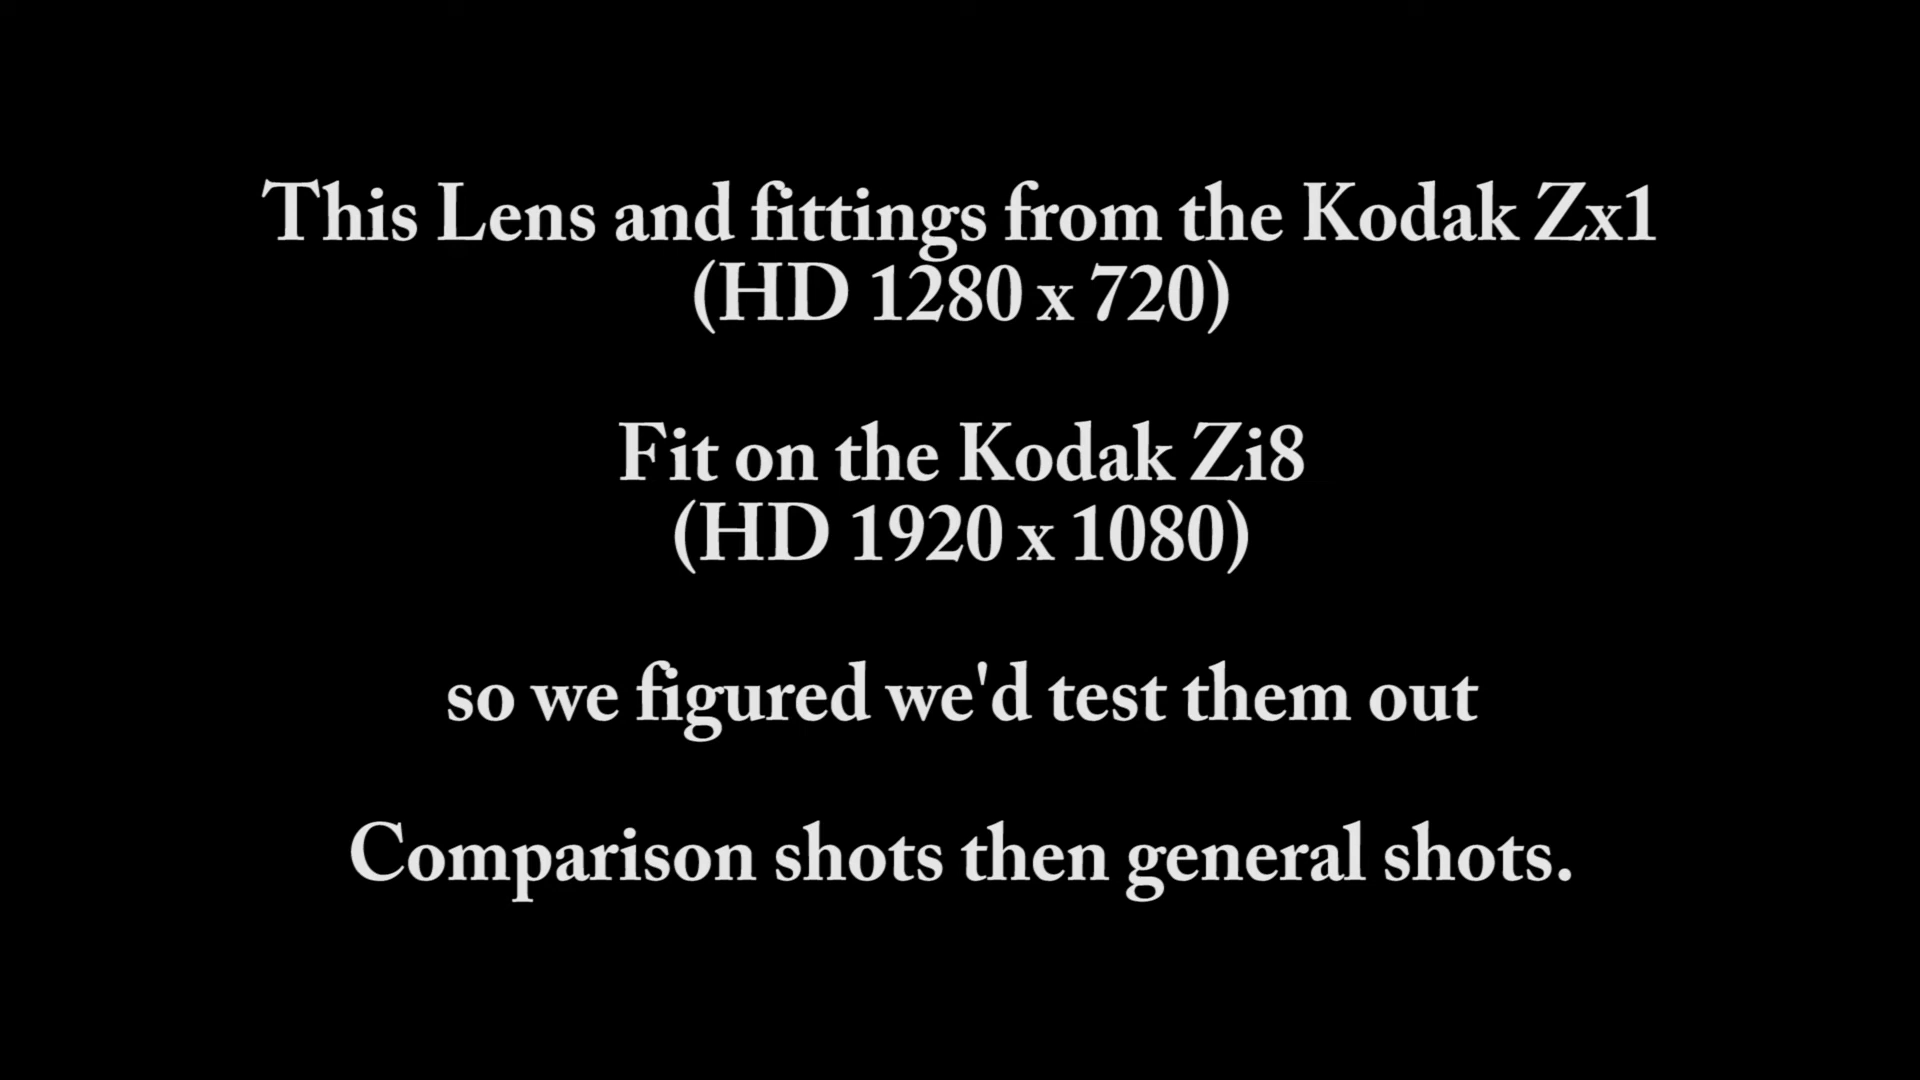 This Lens and fittings from the Kodak Zx1
(HD 1280 x 720)
Fit on the Kodak Zi8
(HD 1920 x 1080)
so we figured we'd test them out
Comparison shots then general shots.